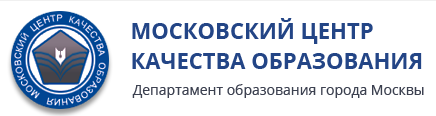 МОСКОВСКИЙ ЦЕНТР КАЧЕСТВА ОБРАЗОВАНИЯ
МОСКОВСКИЙ ЦЕНТР
КАЧЕСТВА ОБРАЗОВАНИЯ
Департамент образования города Москвы